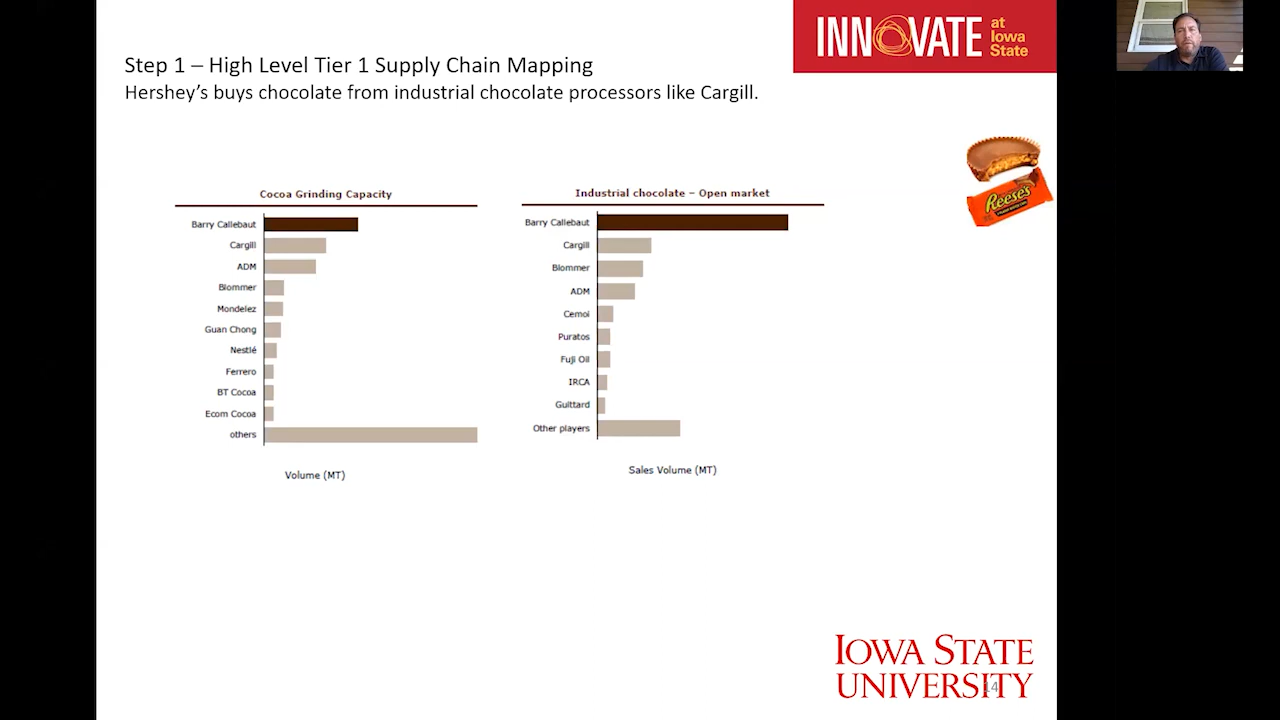 INNOVATE
at
Iowa
State
Step 1 – High Level Tier 1 Supply Chain Mapping
Hershey's buys chocolate from industrial chocolate processors like Cargill.
Reese's
Cocoa Grinding Capacity
Barry Callebaut
Cargill
ADM
Blommer
Mondelez
Guan Chong
Nestlé
Ferrero
BT Cocoa
Ecom Cocoa
others
Volume (MT)
Industrial chocolate – Open market
Barry Callebaut
Cargill
Blommer
ADM
Cemoi
Puratos
Fuji Oil
IRCA
Guittard
Other players
Sales Volume (MT)
IOWA STATE
UNIVERSITY
14